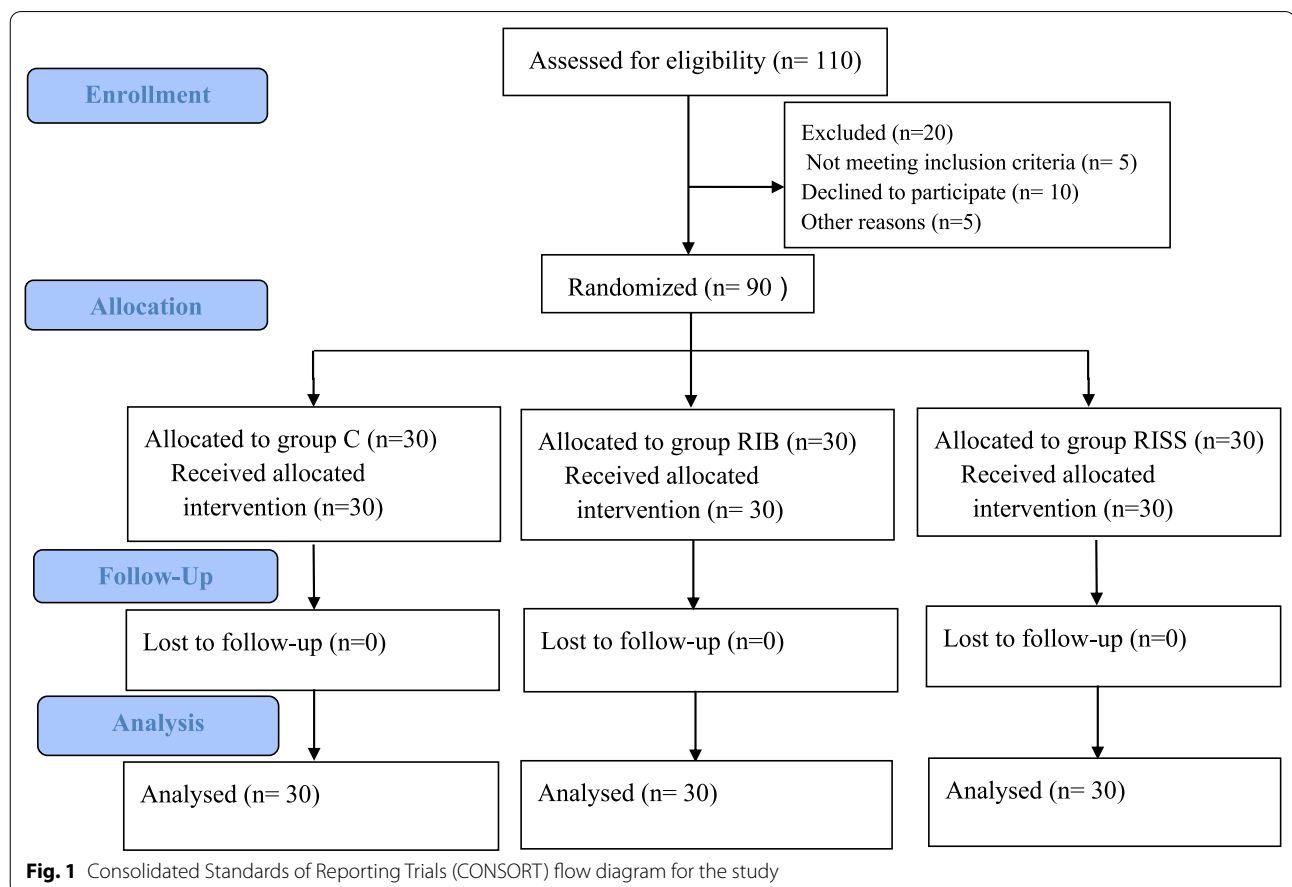 Assessed for eligibility (n= 110)
Enrollment
Excluded (n=20)
Not meeting inclusion criteria (n= 5)
Declined to participate (n= 10)
Other reasons (n=5)
Randomized (n= 90 )
Allocation
Allocated to group C (n=30)
Received allocated
intervention (n=30)
Allocated to group RIB (n=30)
Received allocated
intervention (n= 30)
Allocated to group RISS (n=30)
Received allocated
intervention (n=30)
Follow-Up
Lost to follow-up (n=0)
Lost to follow-up (n=0)
Lost to follow-up (n=0)
Analysis
Analysed (n= 30)
Analysed (n= 30)
Analysed (n= 30)
Fig. 1 Consolidated Standards of Reporting Trials (CONSORT) flow diagram for the study